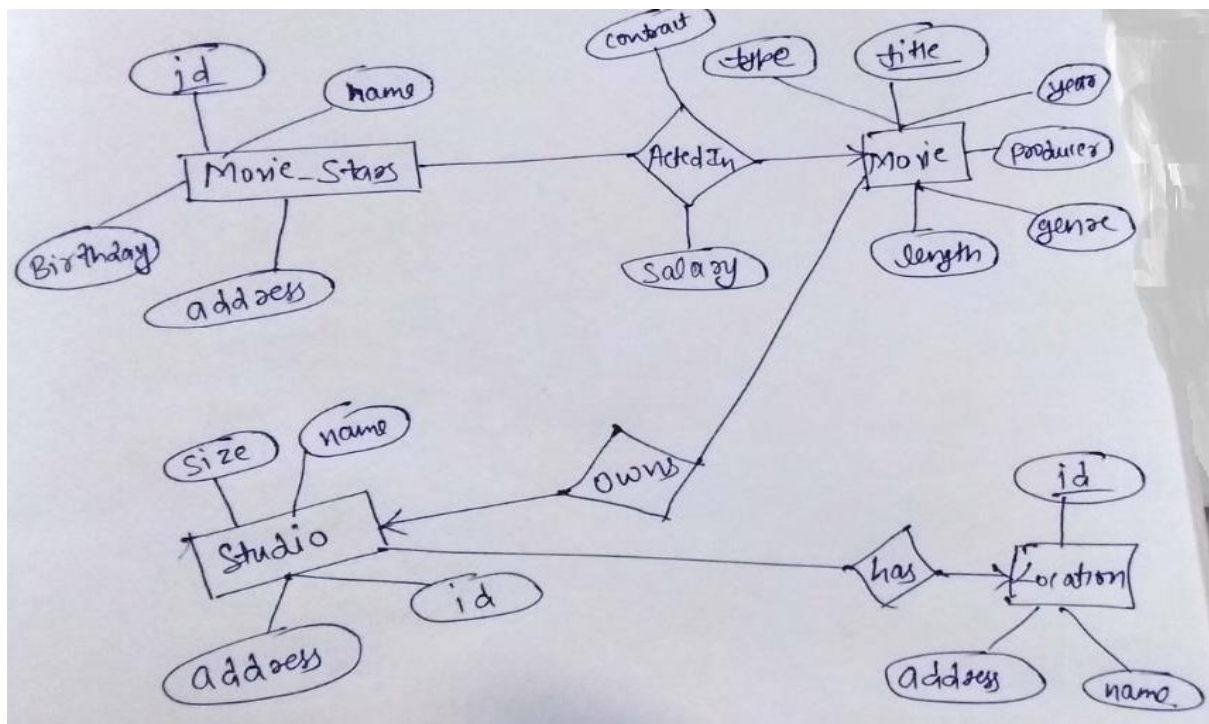 contract
id
name
type
title
year
Movie_Stars
ActedIn
Movie
producer
Birthday
address
salary
length
genre
size
name
owns
id
Studio
has
Location
id
address
address
name